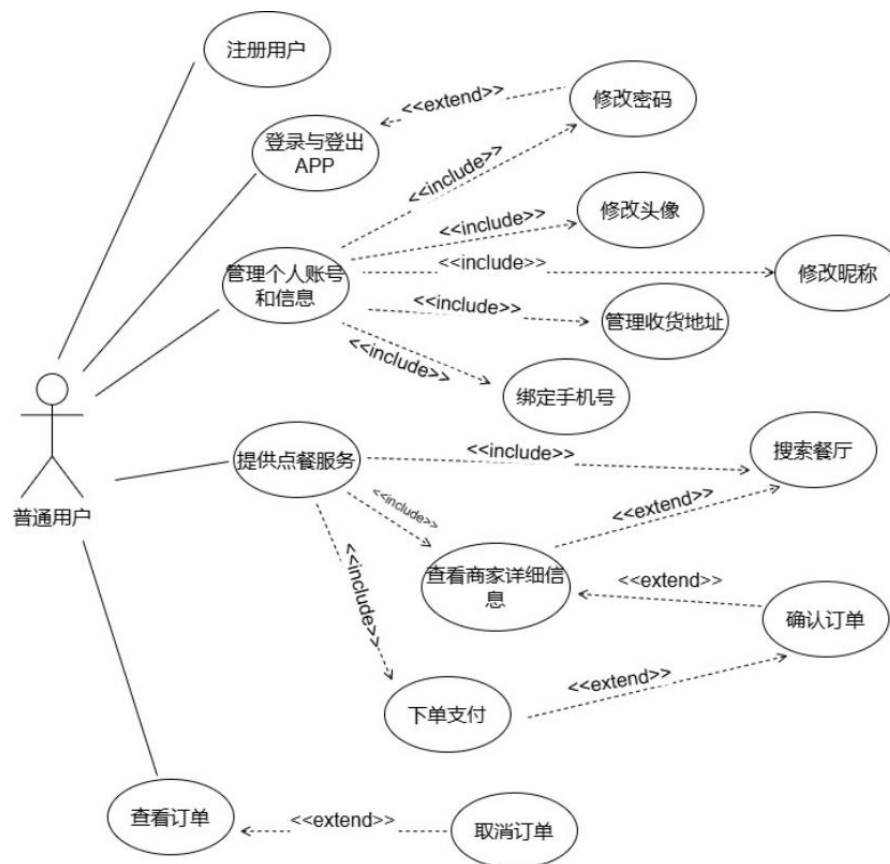 注册用户
<<extend>>
修改密码
登录与登出
APP
<<include>>
修改头像
<<include>>
<<include>>
修改昵称
管理个人账号
和信息
<<include>>
管理收货地址
<<include>>
绑定手机号
提供点餐服务
<<include>>
搜索餐厅
普通用户
<<include>>
<<extend>>
<<include>>
查看商家详细信
息
<<extend>>
确认订单
<<extend>>
下单支付
查看订单
<<extend>>
取消订单